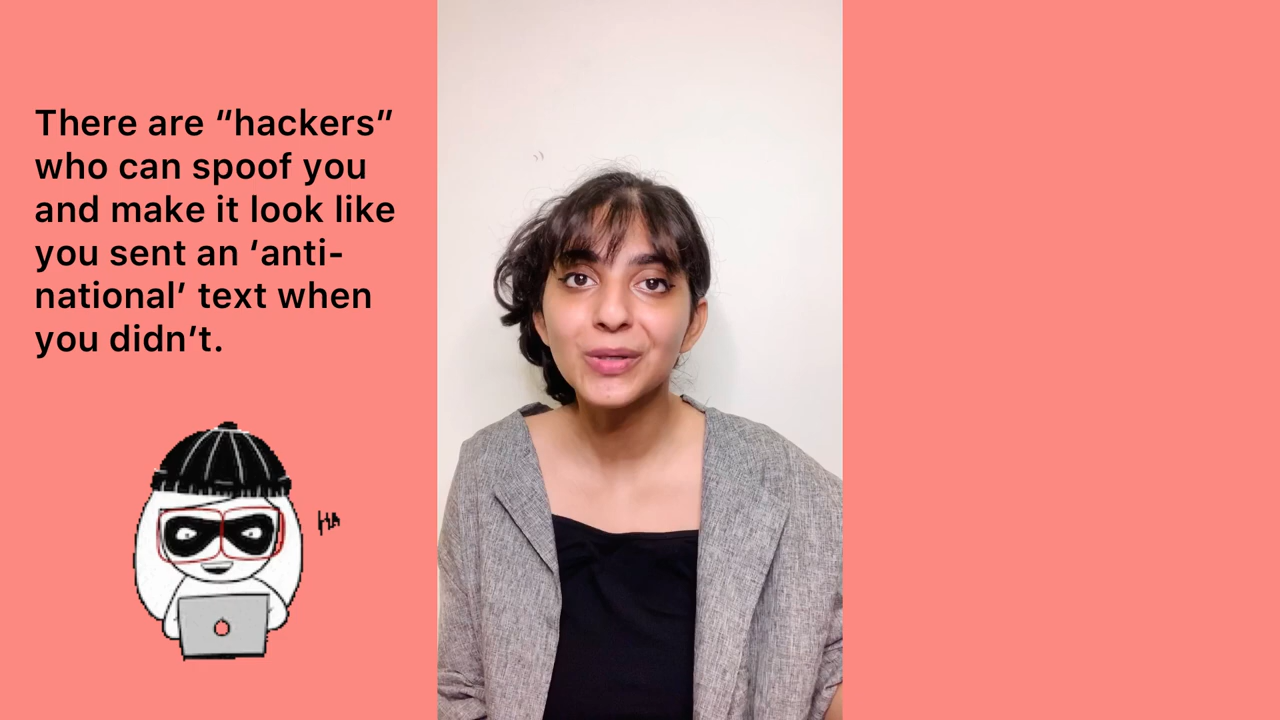 There are “hackers”
who can spoof you
and make it look like
you sent an ‘anti-
national’ text when
you didn’t.